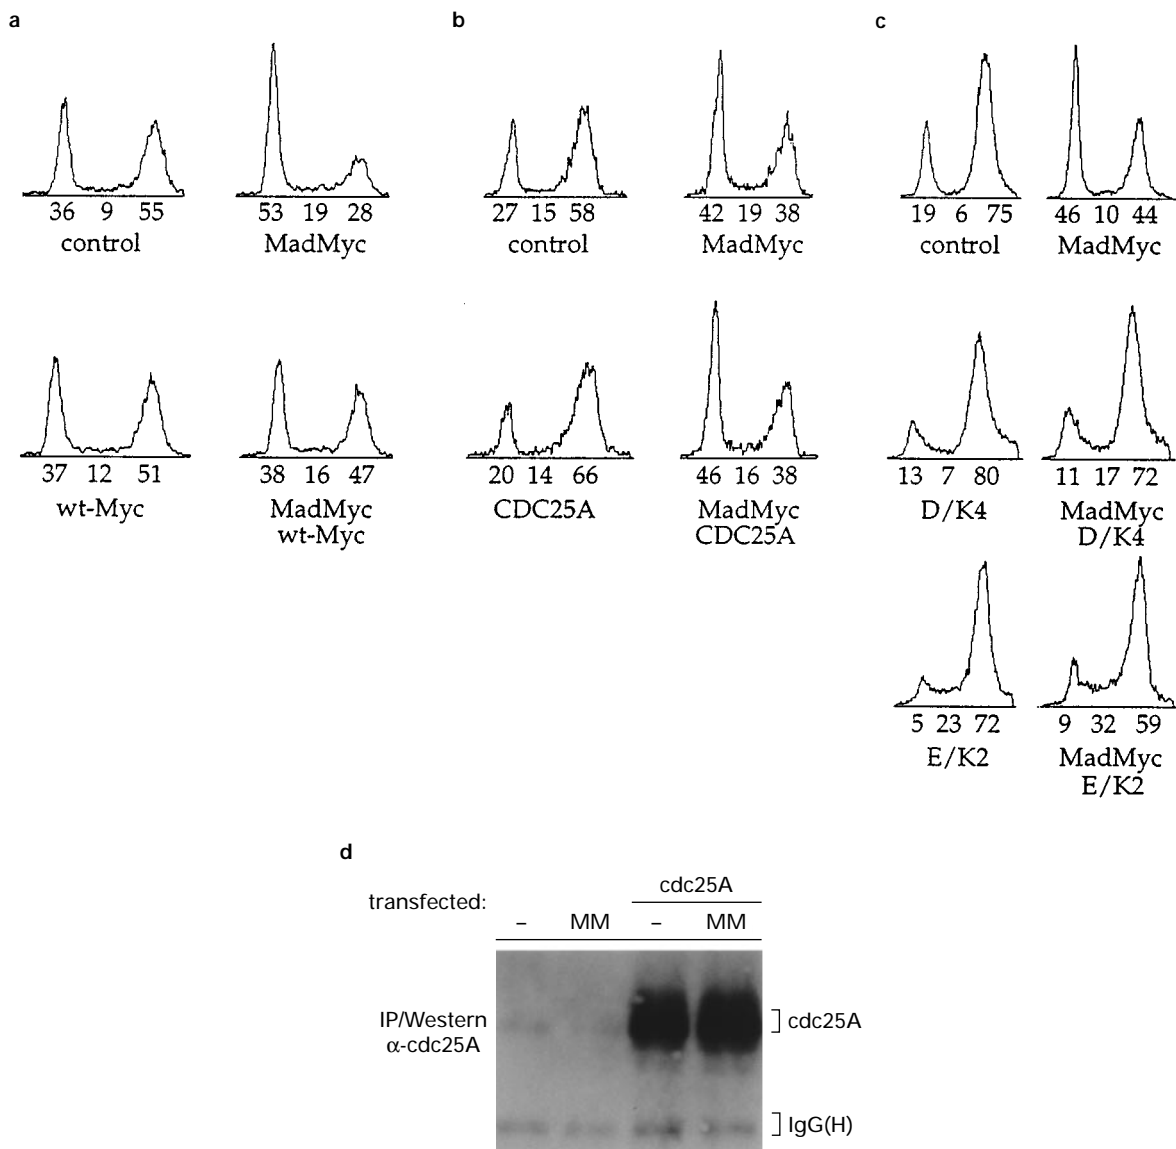 a
b
c
36 9 55
control
53 19 28
MadMyc
27 15 58
control
42 19 38
MadMyc
19 6 75
control
46 10 44
MadMyc
37 12 51
wt-Myc
38 16 47
MadMyc
wt-Myc
20 14 66
CDC25A
46 16 38
MadMyc
CDC25A
13 7 80
D/K4
11 17 72
MadMyc
D/K4
5 23 72
E/K2
9 32 59
MadMyc
E/K2
d
cdc25A
transfected:
– MM – MM
IP/Western
α-cdc25A
cdc25A
IgG(H)